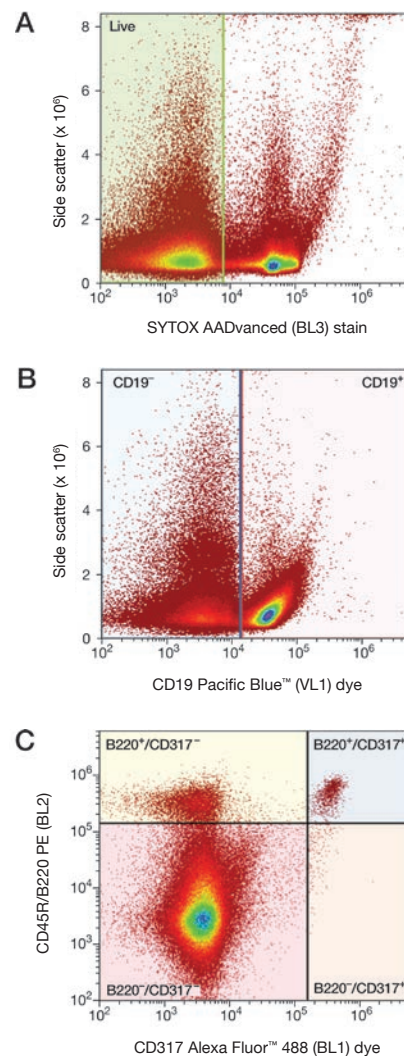 A
Live
Side scatter (x 10⁶)
8
6
4
2
0
10² 10³ 10⁴ 10⁵ 10⁶
SYTOX AADvanced (BL3) stain
B
CD19⁻
CD19⁺
Side scatter (x 10⁶)
8
6
4
2
0
10² 10³ 10⁴ 10⁵ 10⁶
CD19 Pacific Blue™ (VL1) dye
C
B220⁺/CD317⁻
B220⁺/CD317⁺
CD45R/B220 PE (BL2)
10⁶
10⁵
10⁴
10³
10²
B220⁻/CD317⁻
B220⁻/CD317⁺
10² 10³ 10⁴ 10⁵ 10⁶
CD317 Alexa Fluor™ 488 (BL1) dye